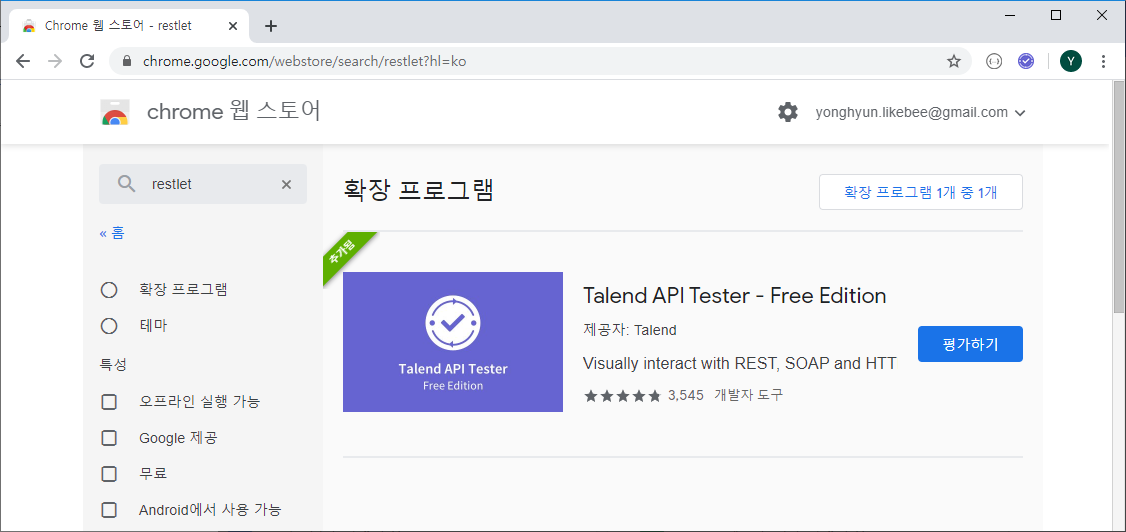 Chrome 웹 스토어 - restlet
chrome.google.com/webstore/search/restlet?hl=ko
Y
chrome 웹 스토어
yonghyun.likebee@gmail.com
restlet
« 홈
확장 프로그램
테마
특성
오프라인 실행 가능
Google 제공
무료
Android에서 사용 가능
확장 프로그램
확장 프로그램 1개 중 1개
추가됨
Talend API Tester
Free Edition
Talend API Tester - Free Edition
제공자: Talend
Visually interact with REST, SOAP and HTT
3,545 개발자 도구
평가하기